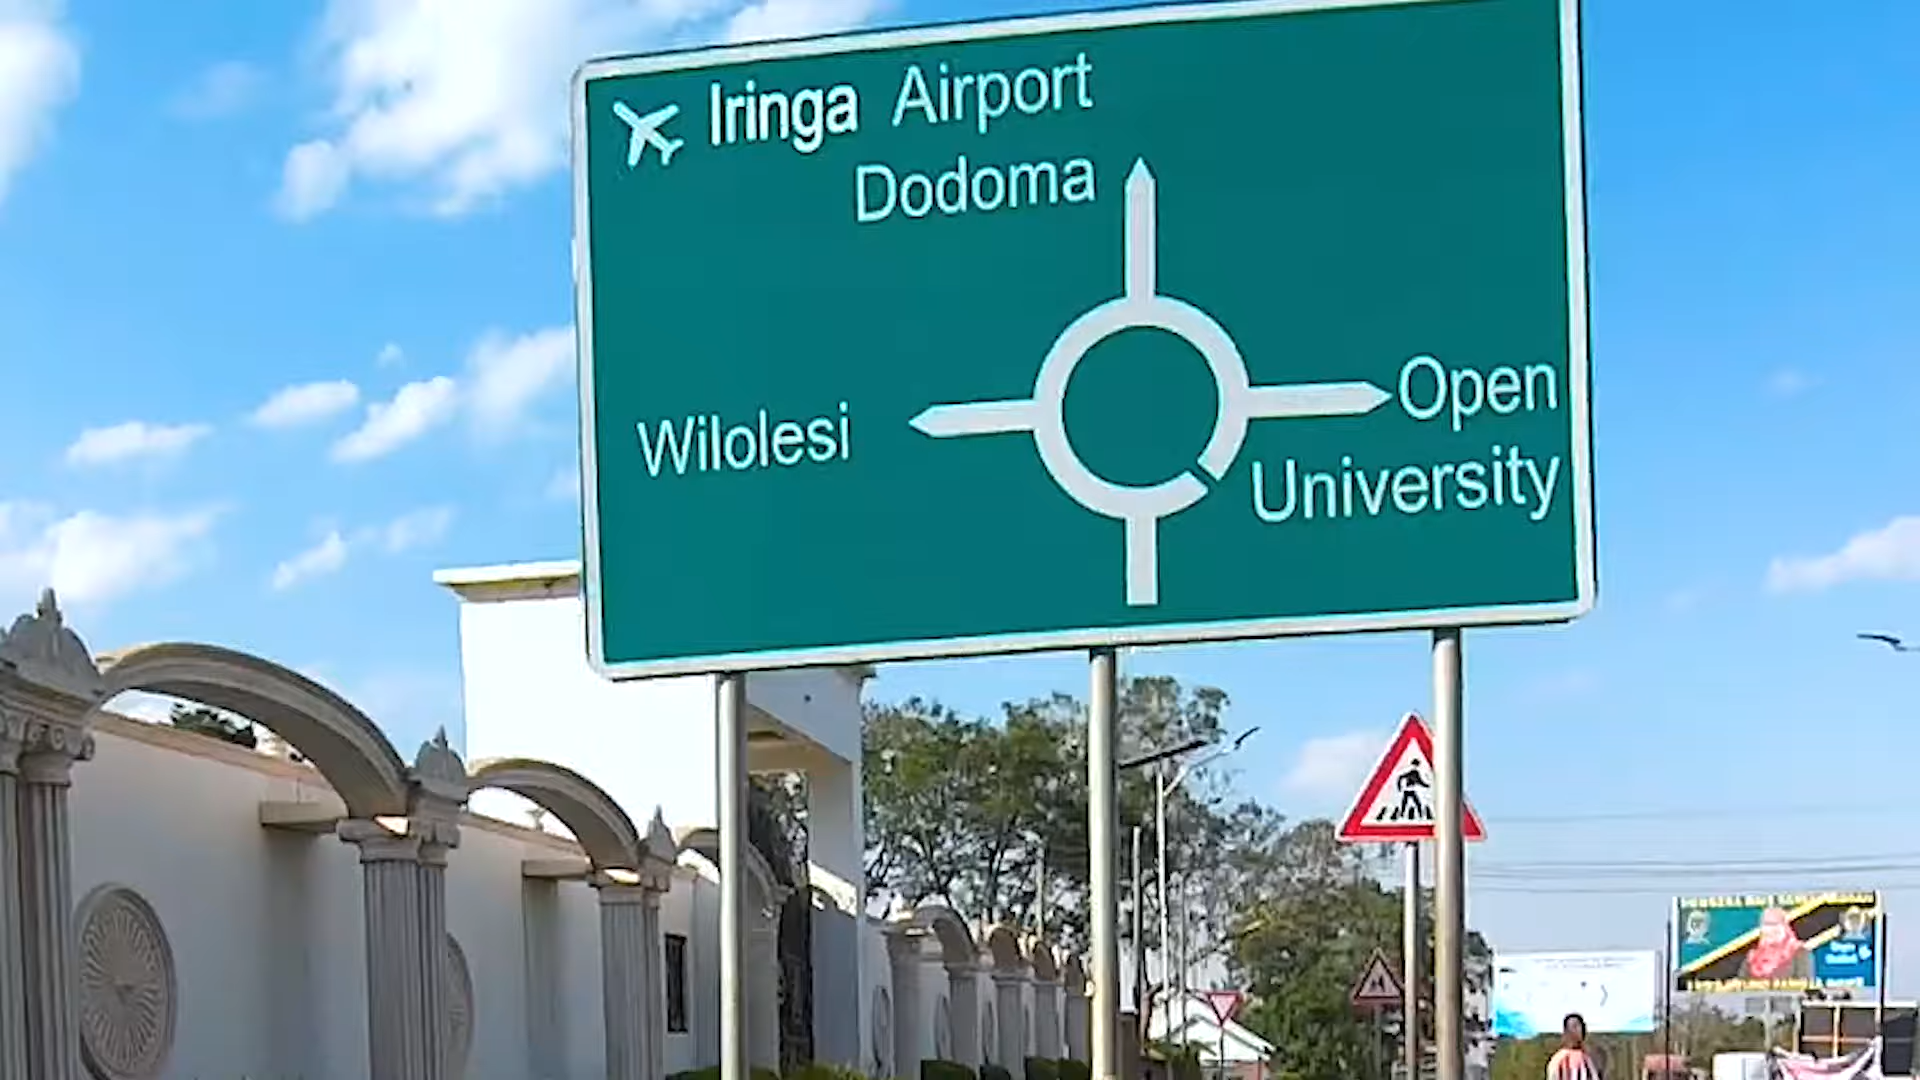 Iringa Airport
Dodoma
Wilolesi
Open
University